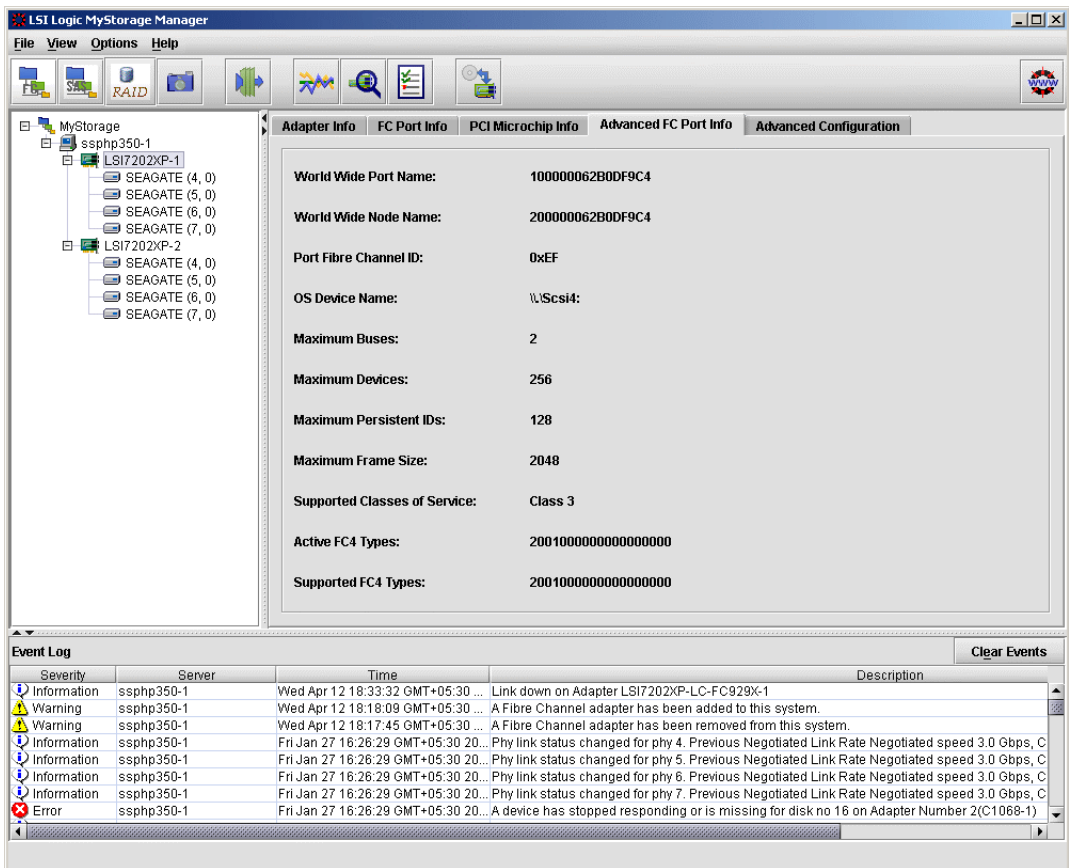 LSI Logic MyStorage Manager
File View Options Help
FC SAS RAID WWW
MyStorage
ssphp350-1
LSI7202XP-1
SEAGATE (4, 0)
SEAGATE (5, 0)
SEAGATE (6, 0)
SEAGATE (7, 0)
LSI7202XP-2
SEAGATE (4, 0)
SEAGATE (5, 0)
SEAGATE (6, 0)
SEAGATE (7, 0)
Adapter Info FC Port Info PCI Microchip Info Advanced FC Port Info Advanced Configuration
World Wide Port Name: 100000062B0DF9C4
World Wide Node Name: 200000062B0DF9C4
Port Fibre Channel ID: 0xEF
OS Device Name: \\.\Scsi4:
Maximum Buses: 2
Maximum Devices: 256
Maximum Persistent IDs: 128
Maximum Frame Size: 2048
Supported Classes of Service: Class 3
Active FC4 Types: 2001000000000000000
Supported FC4 Types: 2001000000000000000
Event Log Clear Events
Severity Server Time Description
Information ssphp350-1 Wed Apr 12 18:33:32 GMT+05:30 ... Link down on Adapter LSI7202XP-LC-FC929X-1
Warning ssphp350-1 Wed Apr 12 18:18:09 GMT+05:30 ... A Fibre Channel adapter has been added to this system.
Warning ssphp350-1 Wed Apr 12 18:17:45 GMT+05:30 ... A Fibre Channel adapter has been removed from this system.
Information ssphp350-1 Fri Jan 27 16:26:29 GMT+05:30 20... Phy link status changed for phy 4. Previous Negotiated Link Rate Negotiated speed 3.0 Gbps, C
Information ssphp350-1 Fri Jan 27 16:26:29 GMT+05:30 20... Phy link status changed for phy 5. Previous Negotiated Link Rate Negotiated speed 3.0 Gbps, C
Information ssphp350-1 Fri Jan 27 16:26:29 GMT+05:30 20... Phy link status changed for phy 6. Previous Negotiated Link Rate Negotiated speed 3.0 Gbps, C
Information ssphp350-1 Fri Jan 27 16:26:29 GMT+05:30 20... Phy link status changed for phy 7. Previous Negotiated Link Rate Negotiated speed 3.0 Gbps, C
Error ssphp350-1 Fri Jan 27 16:26:29 GMT+05:30 20... A device has stopped responding or is missing for disk no 16 on Adapter Number 2(C1068-1)